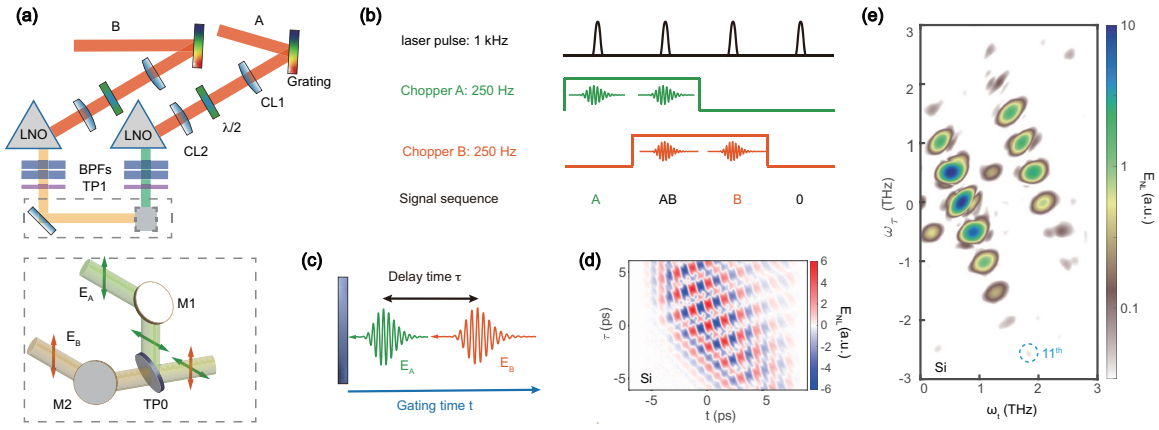 (a)
B
A
Grating
CL1
λ/2
CL2
LNO
LNO
BPFs
TP1
E_A
M1
E_B
M2
TP0
(b)
laser pulse: 1 kHz
Chopper A: 250 Hz
Chopper B: 250 Hz
Signal sequence
A
AB
B
0
(c)
Delay time τ
E_A
E_B
Gating time t
(d)
τ (ps)
5
0
-5
Si
-5
0
5
t (ps)
6
4
2
0
-2
-4
-6
E_NL (a.u.)
(e)
ω_τ (THz)
3
2
1
0
-1
-2
-3
Si
11th
0
1
2
3
ω_t (THz)
10
1
0.1
E_NL (a.u.)